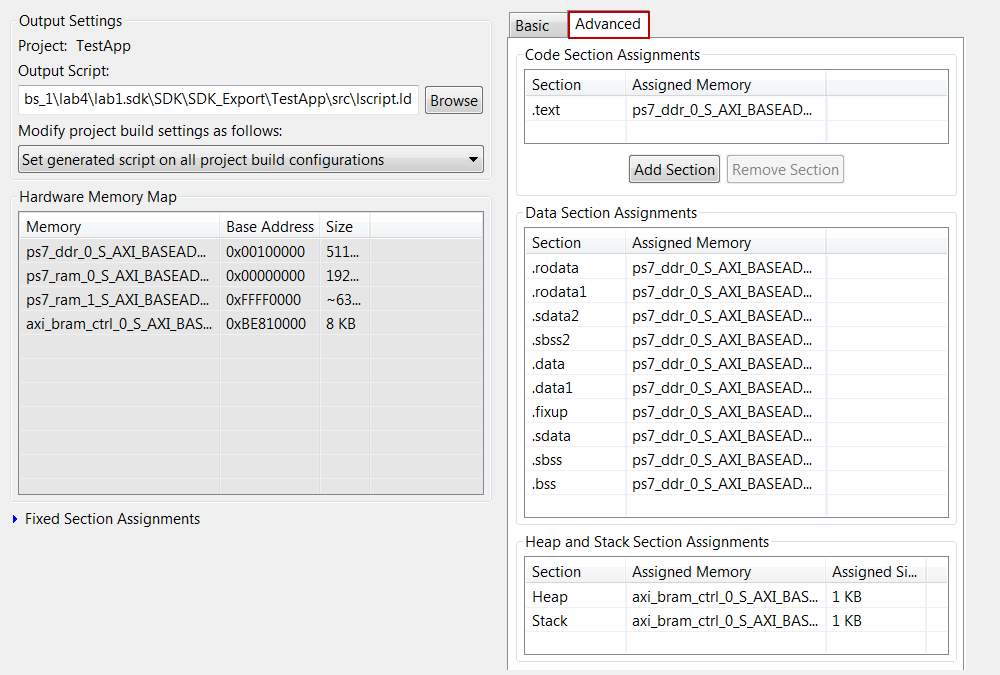 Output Settings
Project: TestApp
Output Script:
bs_1\lab4\lab1.sdk\SDK\SDK_Export\TestApp\src\lscript.ld Browse
Modify project build settings as follows:
Set generated script on all project build configurations
Hardware Memory Map
Memory Base Address Size
ps7_ddr_0_S_AXI_BASEAD... 0x00100000 511...
ps7_ram_0_S_AXI_BASEAD... 0x00000000 192...
ps7_ram_1_S_AXI_BASEAD... 0xFFFF0000 ~63...
axi_bram_ctrl_0_S_AXI_BAS... 0xBE810000 8 KB
Fixed Section Assignments
Basic Advanced
Code Section Assignments
Section Assigned Memory
.text ps7_ddr_0_S_AXI_BASEAD...
Add Section Remove Section
Data Section Assignments
Section Assigned Memory
.rodata ps7_ddr_0_S_AXI_BASEAD...
.rodata1 ps7_ddr_0_S_AXI_BASEAD...
.sdata2 ps7_ddr_0_S_AXI_BASEAD...
.sbss2 ps7_ddr_0_S_AXI_BASEAD...
.data ps7_ddr_0_S_AXI_BASEAD...
.data1 ps7_ddr_0_S_AXI_BASEAD...
.fixup ps7_ddr_0_S_AXI_BASEAD...
.sdata ps7_ddr_0_S_AXI_BASEAD...
.sbss ps7_ddr_0_S_AXI_BASEAD...
.bss ps7_ddr_0_S_AXI_BASEAD...
Heap and Stack Section Assignments
Section Assigned Memory Assigned Si...
Heap axi_bram_ctrl_0_S_AXI_BAS... 1 KB
Stack axi_bram_ctrl_0_S_AXI_BAS... 1 KB